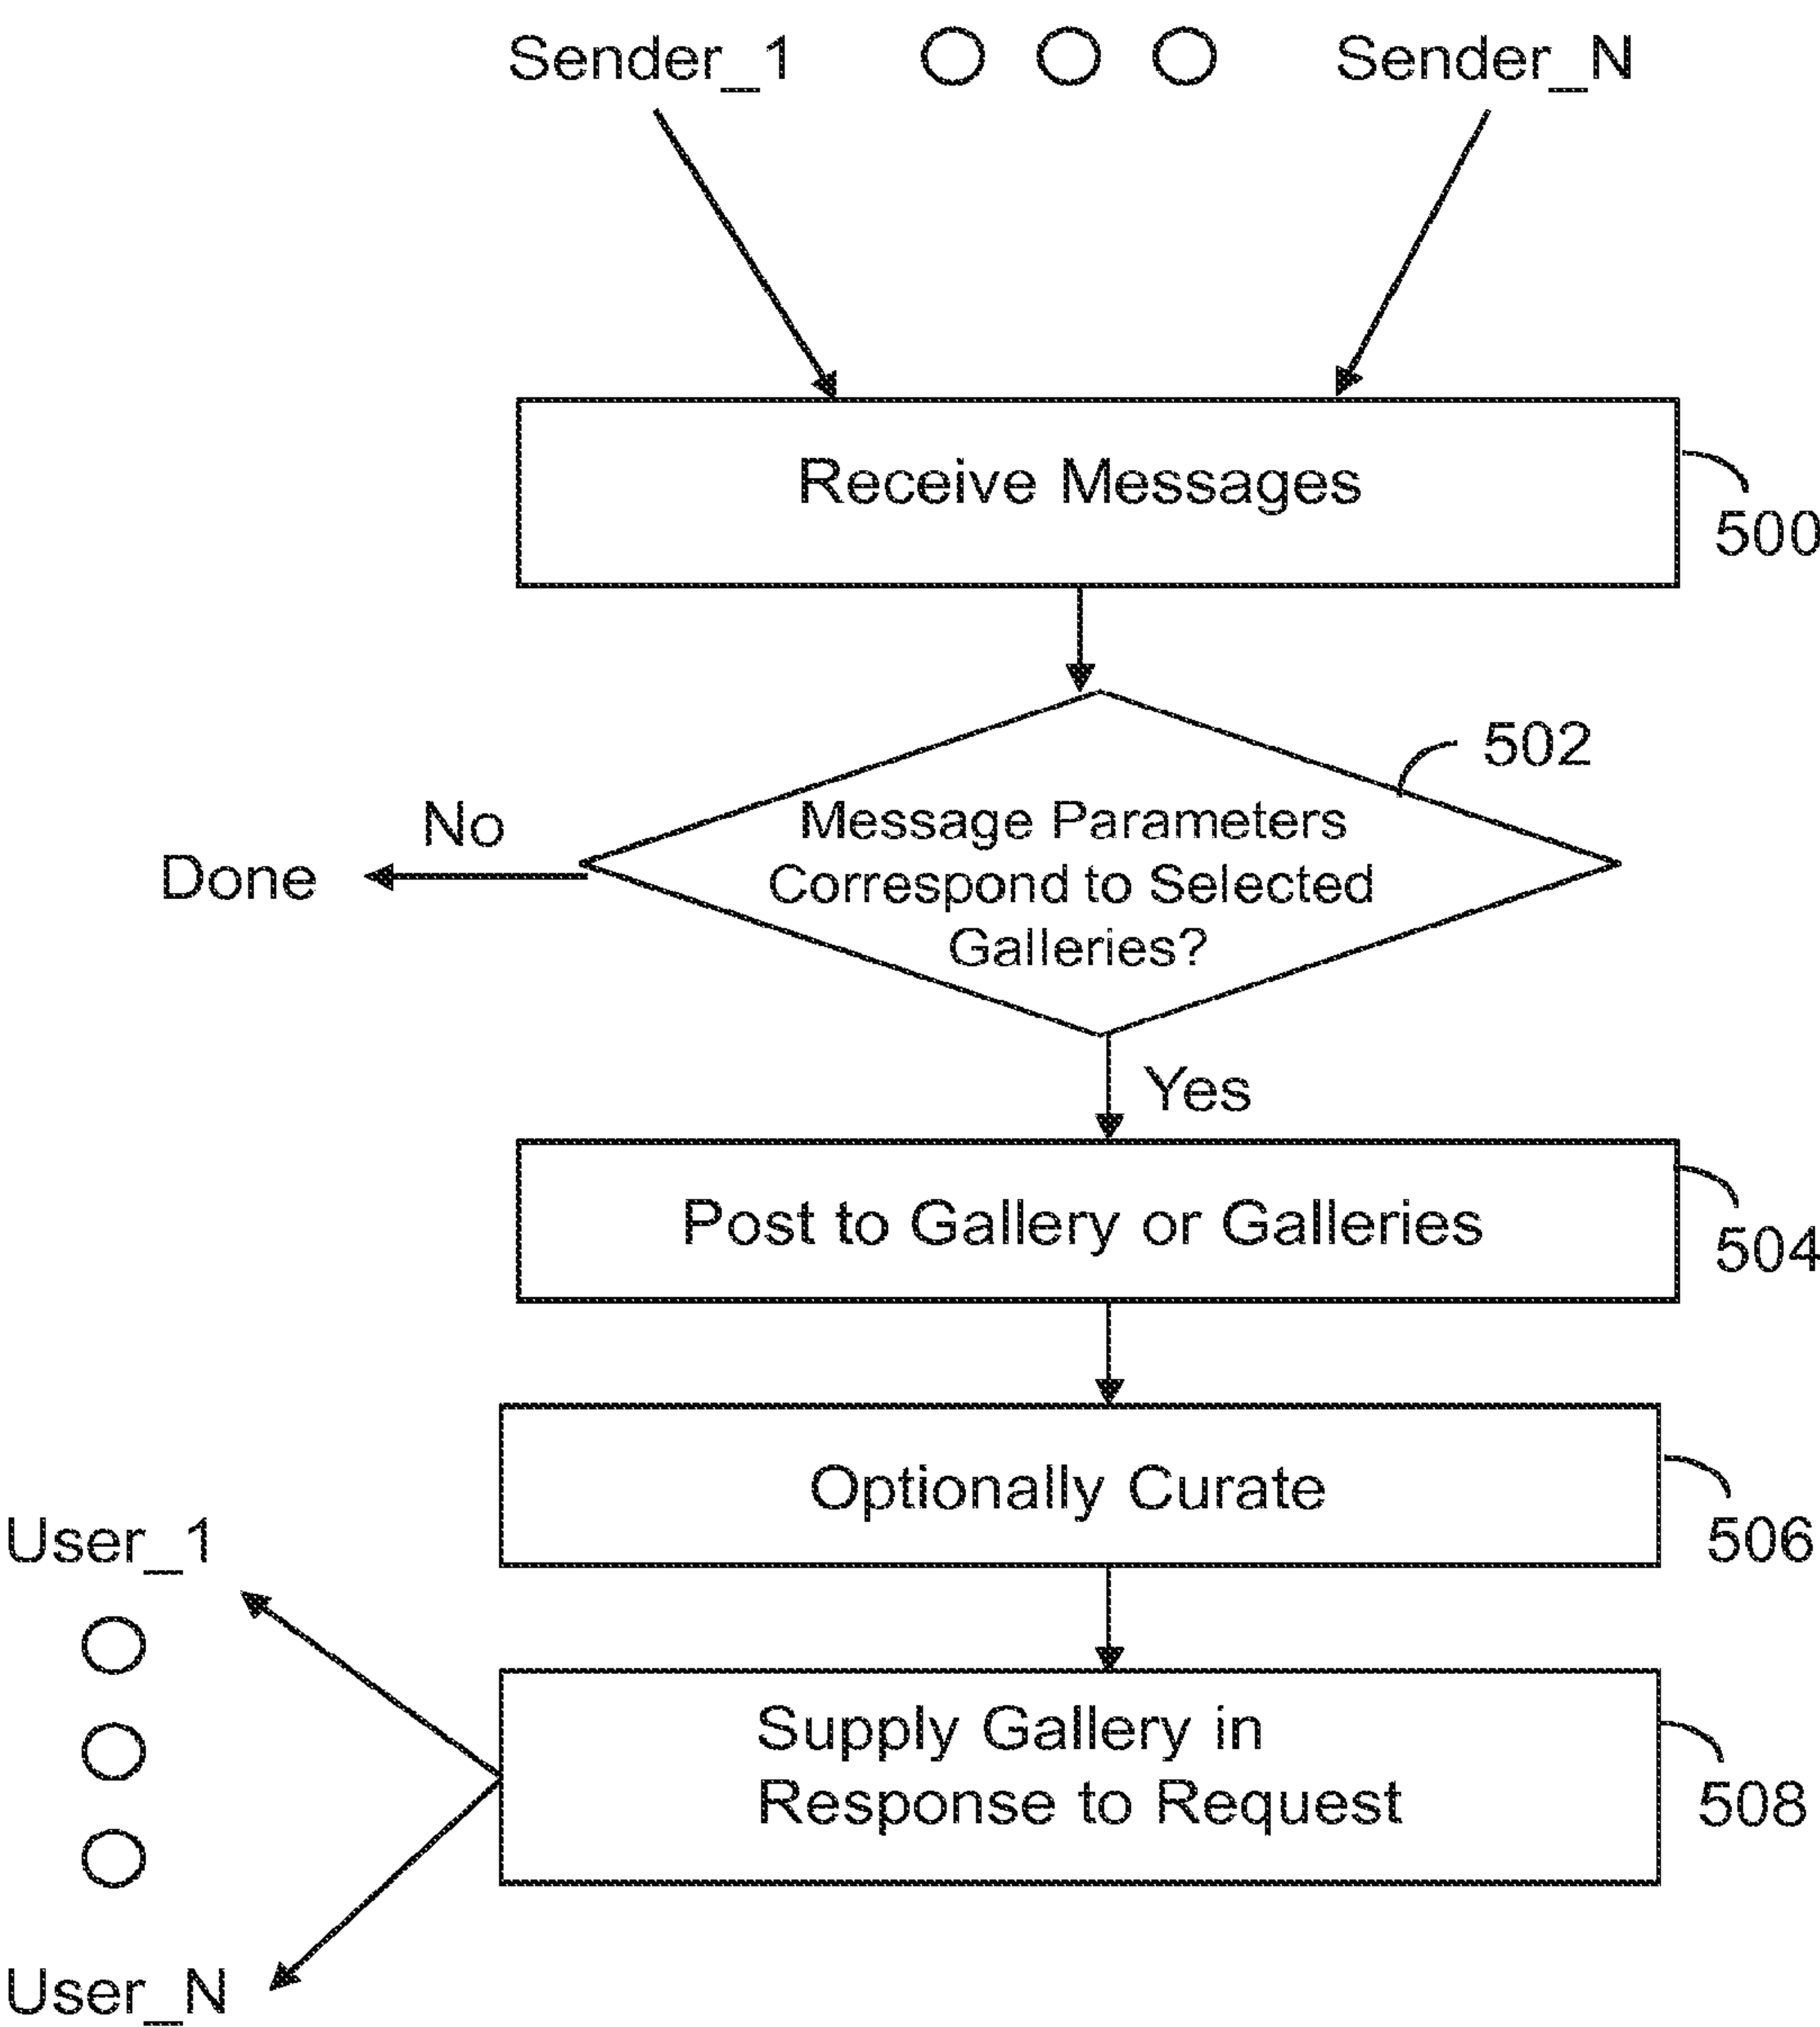 Sender_1 Sender_N
Receive Messages
500
502
Message Parameters
Correspond to Selected
Galleries?
No
Done
Yes
Post to Gallery or Galleries
504
Optionally Curate
506
User_1
Supply Gallery in
Response to Request
508
User_N